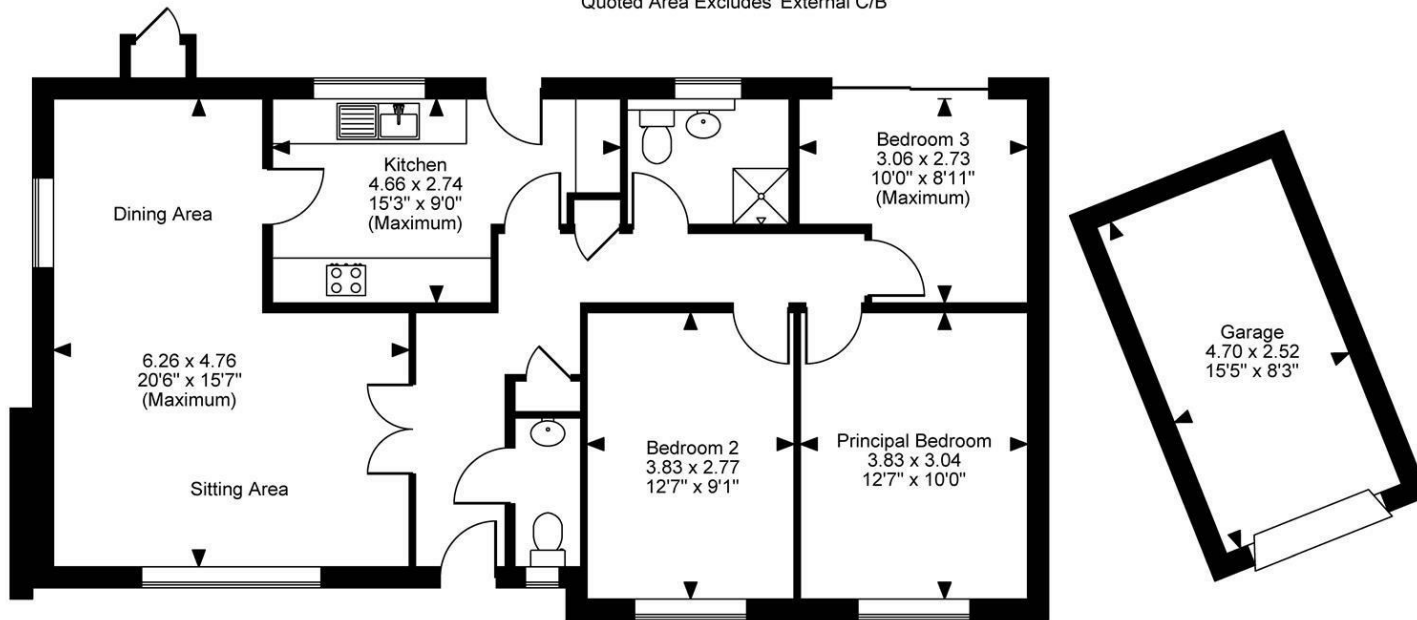 Quoted Area Excludes 'External C/B'
Kitchen
4.66 x 2.74
15'3" x 9'0"
(Maximum)
Bedroom 3
3.06 x 2.73
10'0" x 8'11"
(Maximum)
Dining Area
6.26 x 4.76
20'6" x 15'7"
(Maximum)
Sitting Area
Bedroom 2
3.83 x 2.77
12'7" x 9'1"
Principal Bedroom
3.83 x 3.04
12'7" x 10'0"
Garage
4.70 x 2.52
15'5" x 8'3"